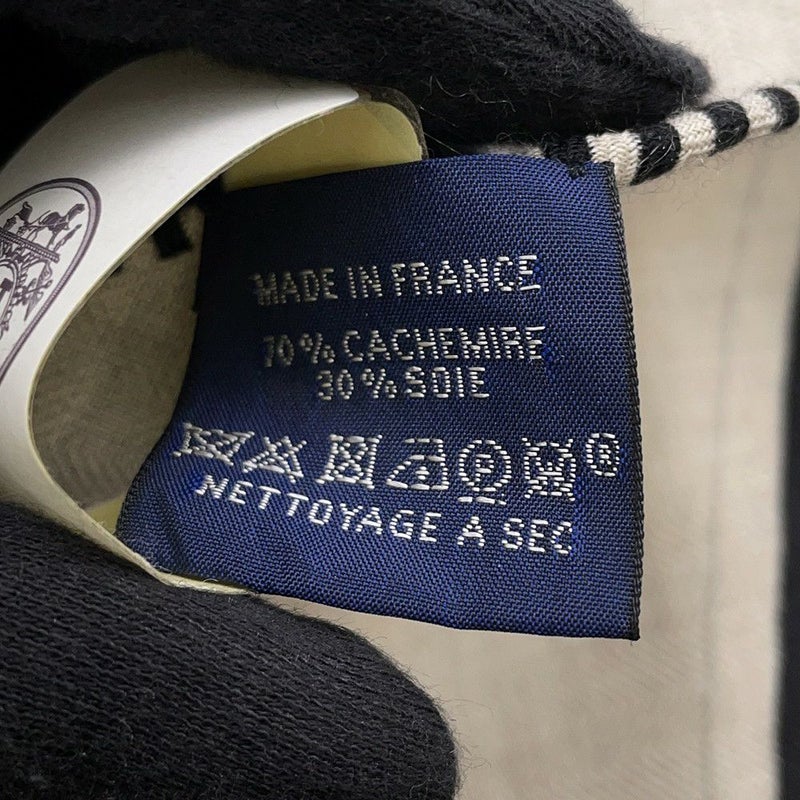 MADE IN FRANCE
70% CACHEMIRE
30% SOIE
P ®
NETTOYAGE A SEC